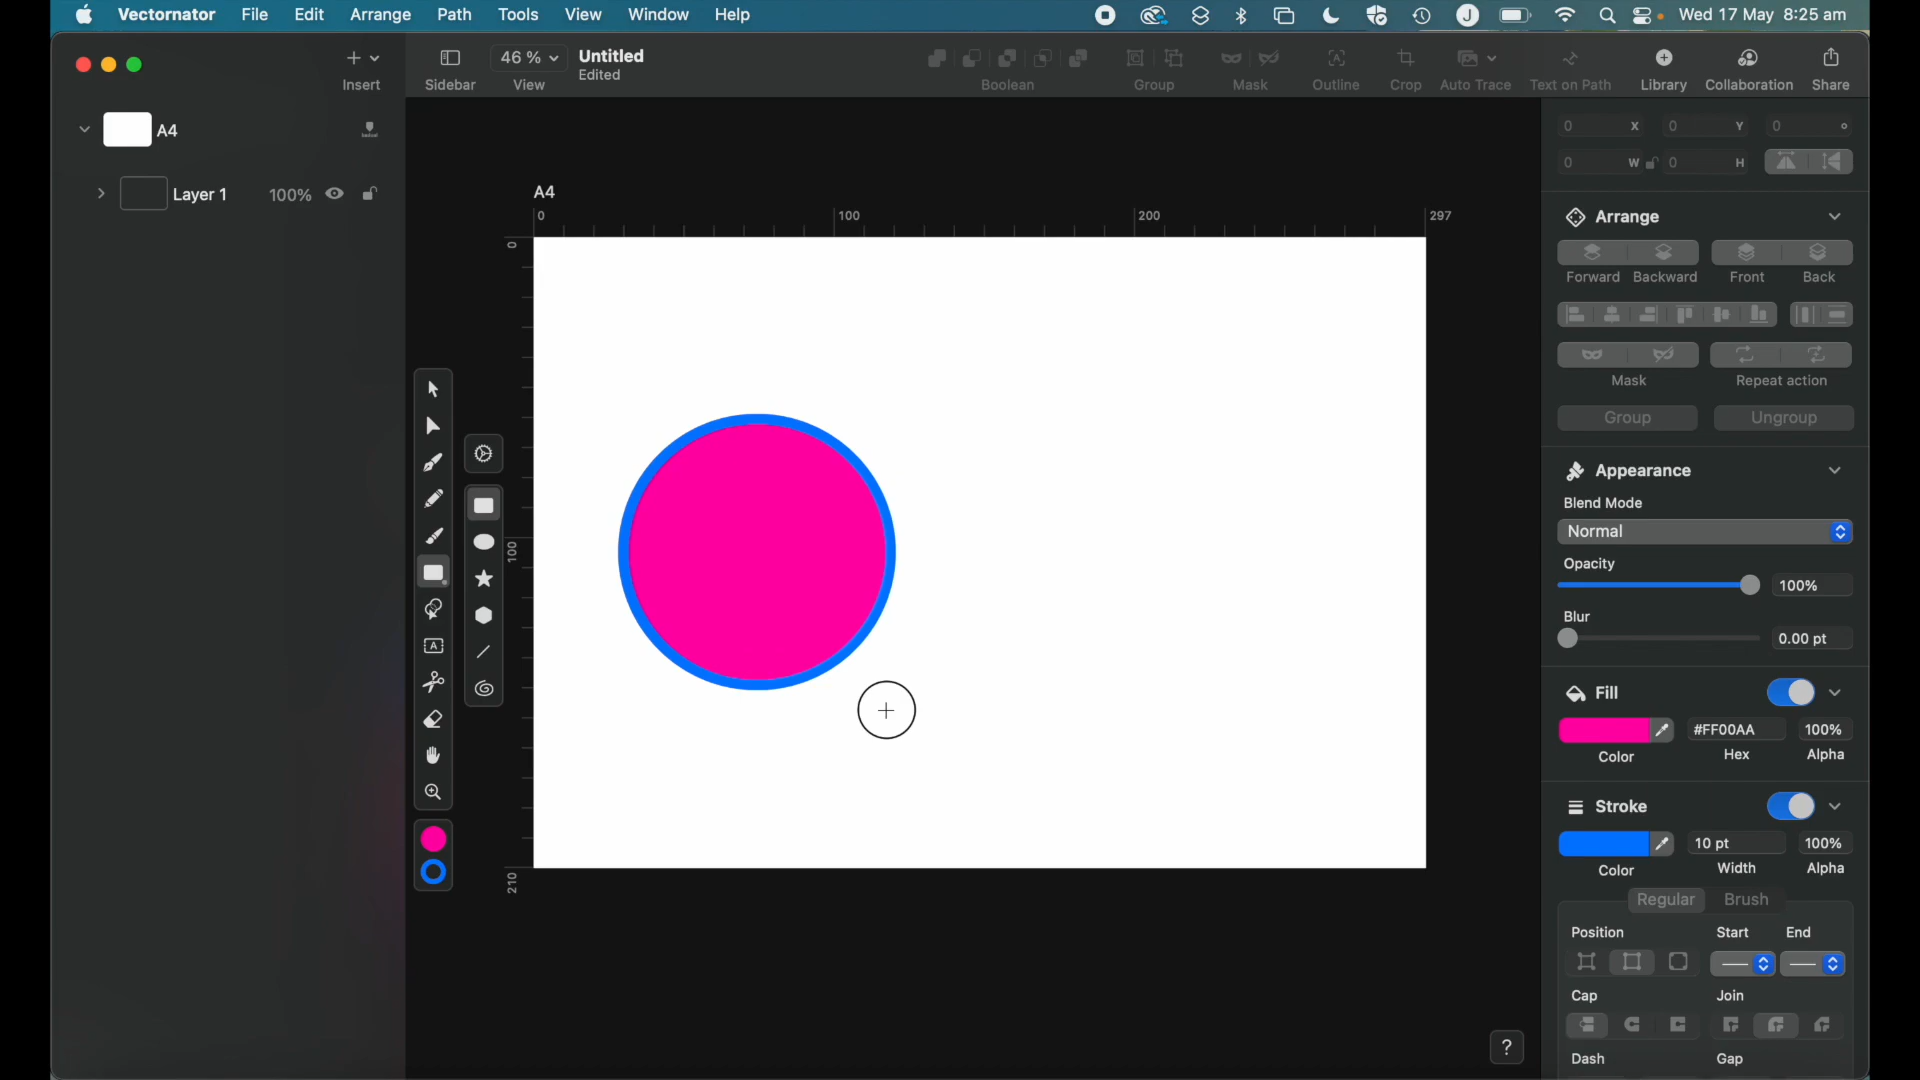 Vectornator File Edit Arrange Path Tools View Window Help
J Wed 17 May 8:25 am
Insert
Sidebar
46 %
View
Untitled
Edited
Boolean
Group
Mask
Outline
Crop
Auto Trace
Text on Path
Library
Collaboration
Share
A4
Layer 1 100%
A4
0 100 200 297
0
100
210
A
0 X 0 Y 0 °
0 W 0 H
Arrange
Forward Backward Front Back
Mask Repeat action
Group Ungroup
Appearance
Blend Mode
Normal
Opacity
100%
Blur
0.00 pt
Fill
#FF00AA 100%
Color Hex Alpha
Stroke
10 pt 100%
Color Width Alpha
Regular Brush
Position Start End
Cap Join
Dash Gap
?